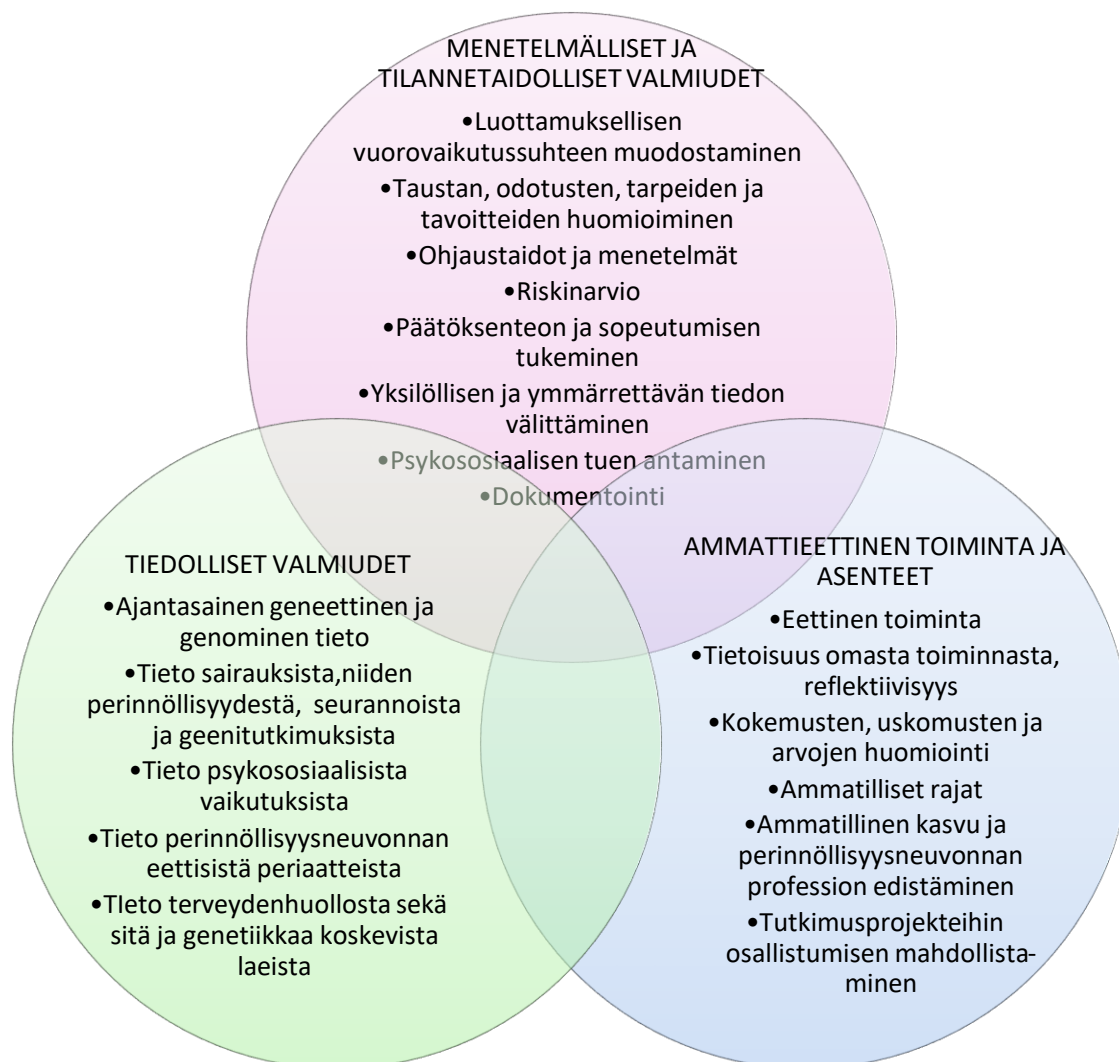 MENETELMÄLLISET JA
TILANNETAIDOLLISET VALMIUDET
•Luottamuksellisen
vuorovaikutussuhteen muodostaminen
•Taustan, odotusten, tarpeiden ja
tavoitteiden huomioiminen
•Ohjaustaidot ja menetelmät
•Riskinarvio
•Päätöksenteon ja sopeutumisen
tukeminen
•Yksilöllisen ja ymmärrettävän tiedon
välittäminen
•Psykososiaalisen tuen antaminen
•Dokumentointi
TIEDOLLISET VALMIUDET
•Ajantasainen geneettinen ja
genominen tieto
•Tieto sairauksista,niiden
perinnöllisyydestä, seurannoista
ja geenitutkimuksista
•Tieto psykososiaalisista
vaikutuksista
•Tieto perinnöllisyysneuvonnan
eettisistä periaatteista
•TIeto terveydenhuollosta sekä
sitä ja genetiikkaa koskevista
laeista
AMMATTIEETTINEN TOIMINTA JA
ASENTEET
•Eettinen toiminta
•Tietoisuus omasta toiminnasta,
reflektiivisyys
•Kokemusten, uskomusten ja
arvojen huomiointi
•Ammatilliset rajat
•Ammatillinen kasvu ja
perinnöllisyysneuvonnan
profession edistäminen
•Tutkimusprojekteihin
osallistumisen mahdollista-
minen